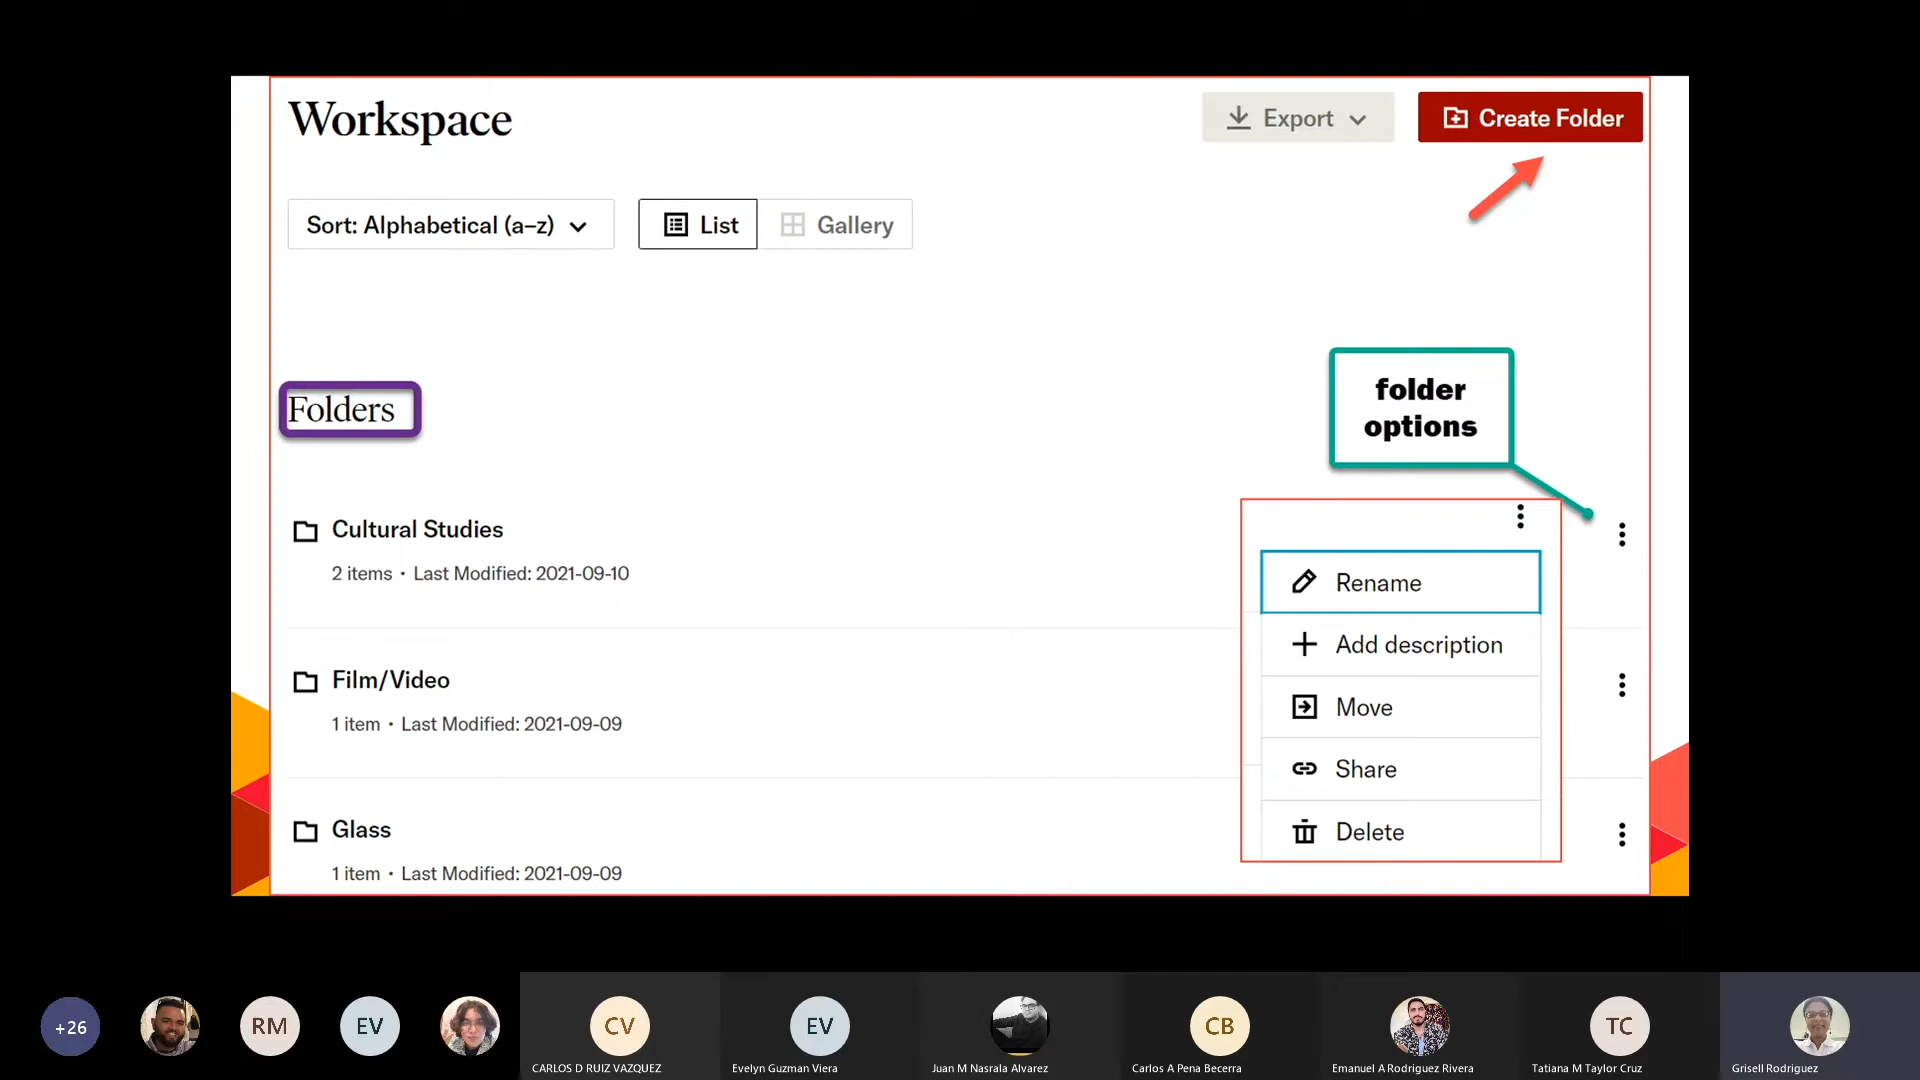 Workspace
Export
Create Folder
Sort: Alphabetical (a–z)
List
Gallery
Folders
folder
options
Cultural Studies
2 items • Last Modified: 2021-09-10
Rename
Add description
Film/Video
1 item • Last Modified: 2021-09-09
Move
Share
Glass
Delete
1 item • Last Modified: 2021-09-09
+26
RM
EV
CV
CARLOS D RUIZ VAZQUEZ
EV
Evelyn Guzman Viera
Juan M Nasrala Alvarez
CB
Carlos A Pena Becerra
Emanuel A Rodriguez Rivera
TC
Tatiana M Taylor Cruz
Grisell Rodriguez